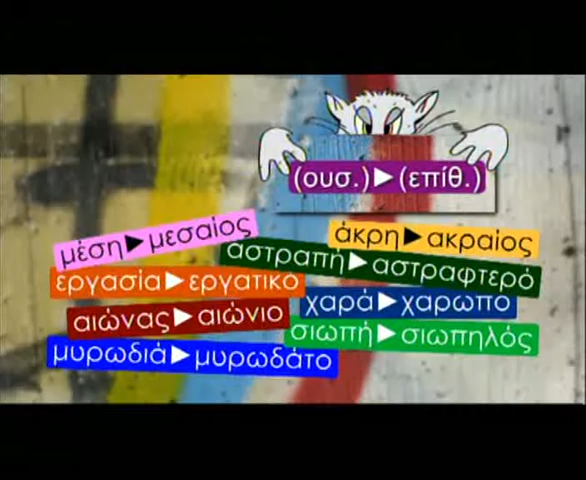 (ουσ.)▶(επίθ.)
μέση▶μεσαίος
άκρη▶ακραίος
αστραπή▶αστραφτερό
εργασία▶εργατικό
χαρά▶χαρωπό
αιώνας▶αιώνιο
σιωπή▶σιωπηλός
μυρωδιά▶μυρωδάτο